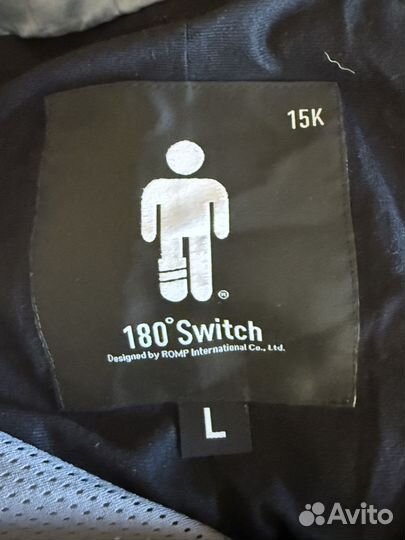 15K
®
180° Switch
Designed by ROMP International Co., Ltd.
L
Avito